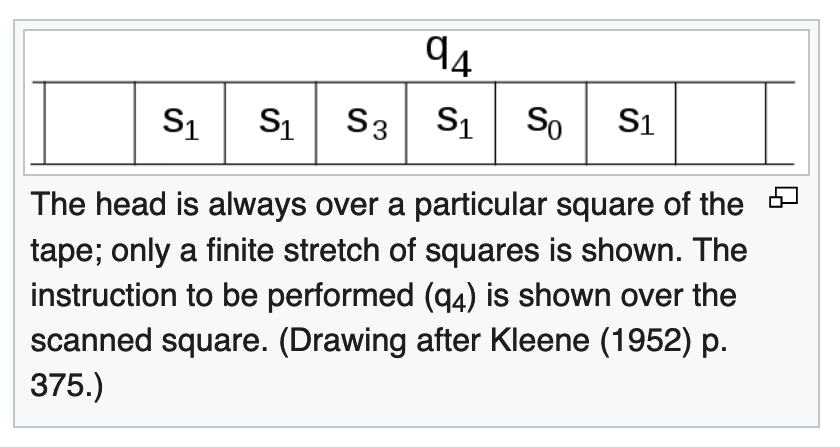 q₄
S₁ S₁ S₃ S₁ S₀ S₁
The head is always over a particular square of the
tape; only a finite stretch of squares is shown. The
instruction to be performed (q₄) is shown over the
scanned square. (Drawing after Kleene (1952) p.
375.)